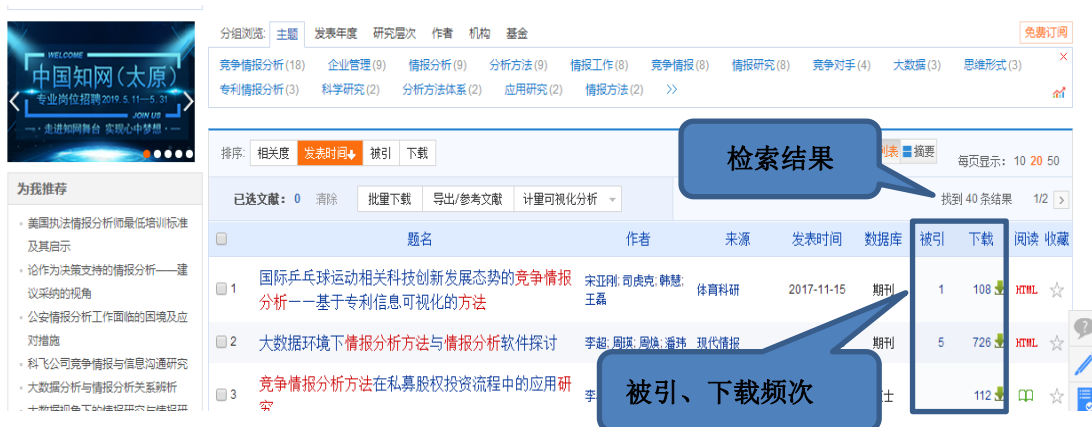 WELCOME
中国知网(太原)
专业岗位招聘2019.5.11—5.31
JOIN US
走进知网舞台 实现心中梦想
为我推荐
美国执法情报分析师最低培训标准
及其启示
论作为决策支持的情报分析——建
议采纳的视角
公安情报分析工作面临的困境及应
对措施
科飞公司竞争情报与信息沟通研究
大数据分析与情报分析关系辨析
分组浏览: 主题 发表年度 研究层次 作者 机构 基金 免费订阅
竞争情报分析(18) 企业管理(9) 情报分析(9) 分析方法(9) 情报工作(8) 竞争情报(8) 情报研究(8) 竞争对手(4) 大数据(3) 思维形式(3) ×
专利情报分析(3) 科学研究(2) 分析方法体系(2) 应用研究(2) 情报方法(2) >>
排序: 相关度 发表时间 被引 下载 检索结果 列表 摘要 每页显示: 10 20 50
已选文献: 0 清除 批量下载 导出/参考文献 计量可视化分析 找到 40 条结果 1/2 >
题名 作者 来源 发表时间 数据库 被引 下载 阅读 收藏
1 国际乒乓球运动相关科技创新发展态势的竞争情报 宋亚刚; 司虎克; 韩慧; 体育科研 2017-11-15 期刊 1 108 HTML
分析——基于专利信息可视化的方法 王磊
2 大数据环境下情报分析方法与情报分析软件探讨 李超; 周瑛; 周焕; 潘玮 现代情报 期刊 5 726 HTML
3 竞争情报分析方法在私募股权投资流程中的应用研 李 士 112
究
被引、下载频次